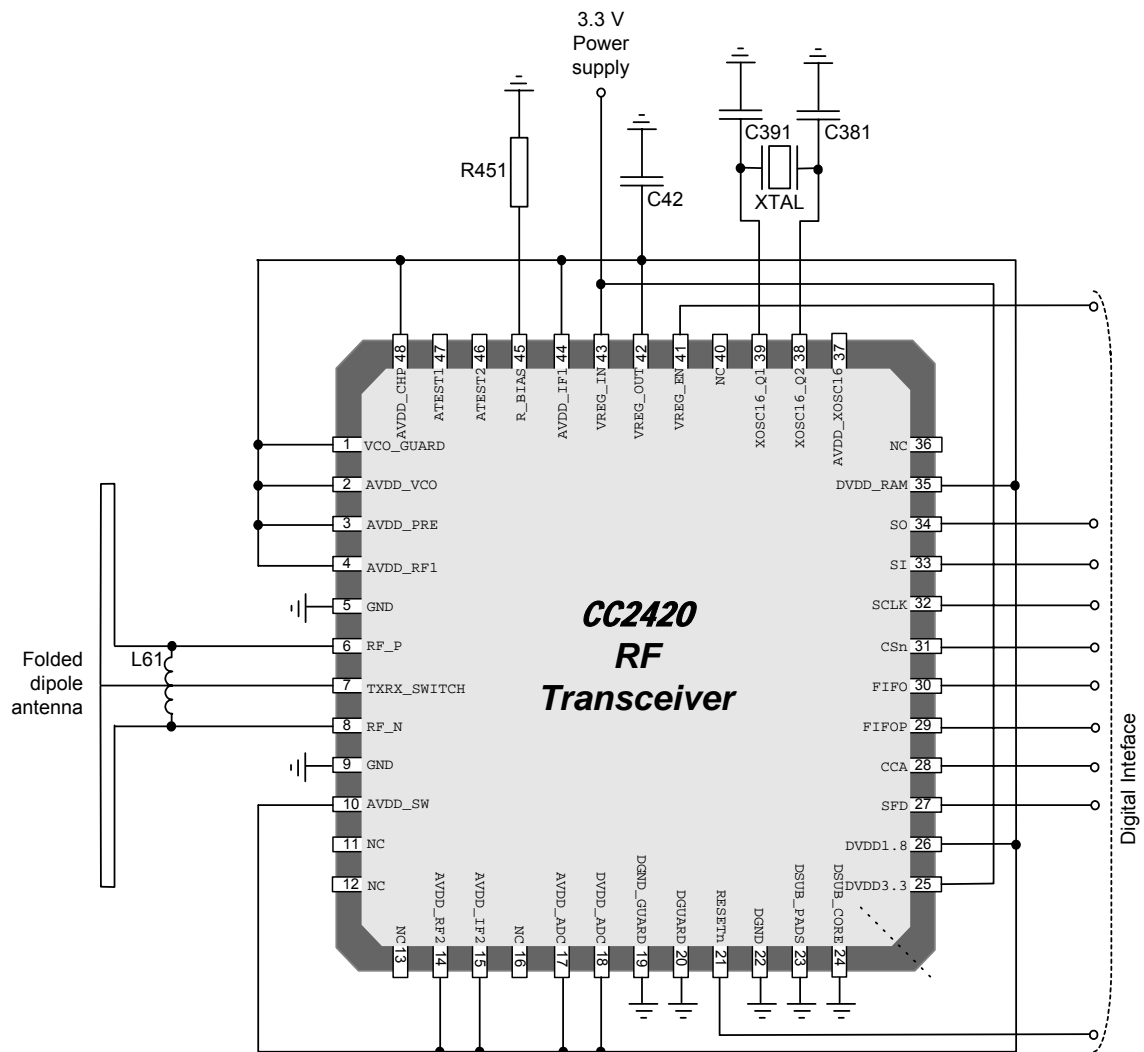 3.3 V
Power
supply
C391
C381
R451
C42
XTAL
48
47
46
45
44
43
42
41
40
39
38
37
AVDD_CHP
ATEST1
ATEST2
R_BIAS
AVDD_IF1
VREG_IN
VREG_OUT
VREG_EN
NC
XOSC16_Q1
XOSC16_Q2
AVDD_XOSC16
1 VCO_GUARD
2 AVDD_VCO
3 AVDD_PRE
4 AVDD_RF1
5 GND
6 RF_P
7 TXRX_SWITCH
8 RF_N
9 GND
10 AVDD_SW
11 NC
12 NC
L61
Folded
dipole
antenna
CC2420
RF
Transceiver
NC 36
DVDD_RAM 35
SO 34
SI 33
SCLK 32
CSn 31
FIFO 30
FIFOP 29
CCA 28
SFD 27
DVDD1.8 26
DVDD3.3 25
Digital Inteface
NC
AVDD_RF2
AVDD_IF2
NC
AVDD_ADC
DVDD_ADC
DGND_GUARD
DGUARD
RESETn
DGND
DSUB_PADS
DSUB_CORE
13
14
15
16
17
18
19
20
21
22
23
24